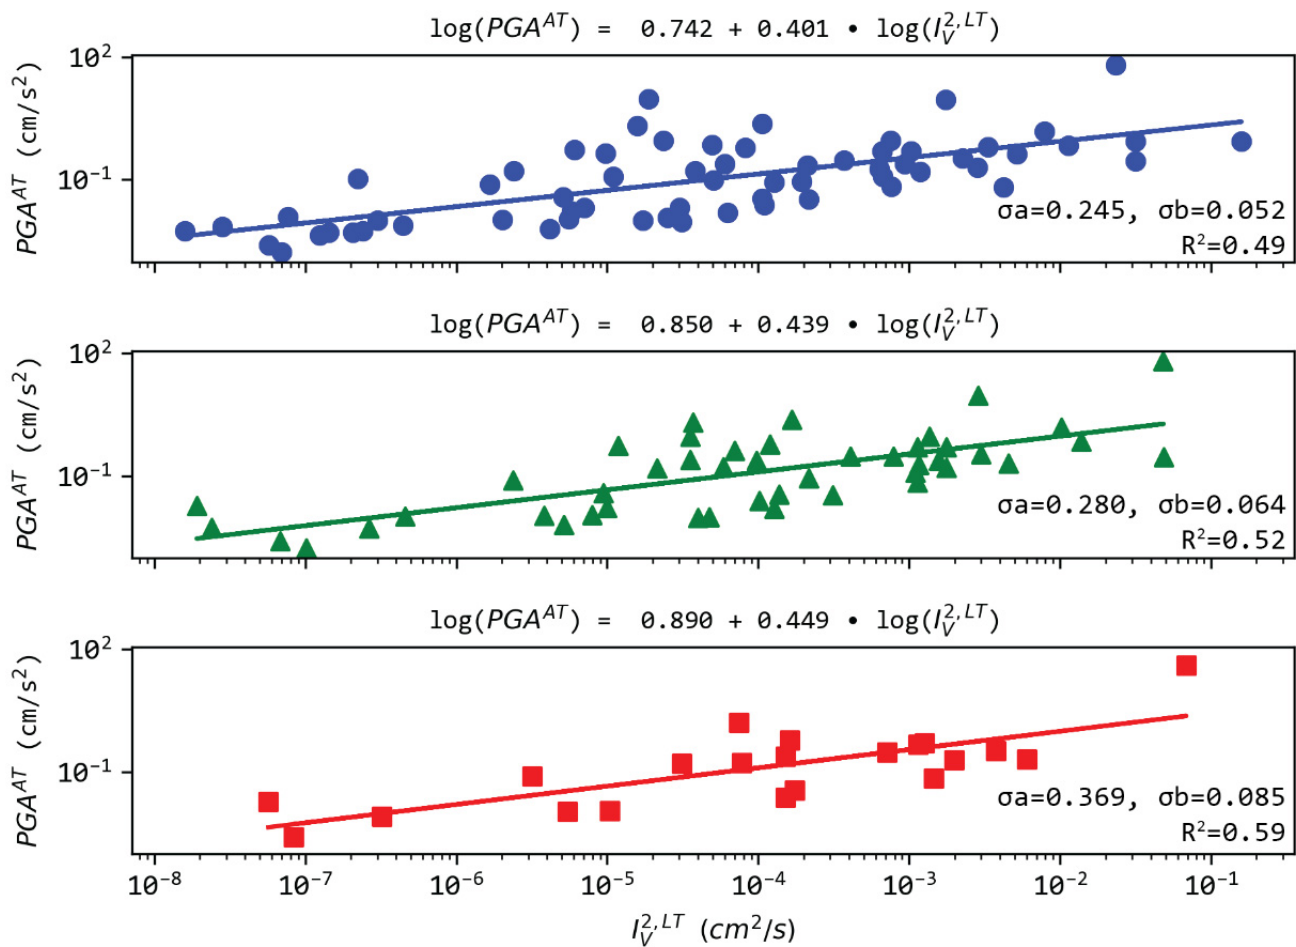 log(PGA^AT) = 0.742 + 0.401 • log(I_V^2,LT)
10^2
10^-1
PGA^AT (cm/s^2)
σa=0.245, σb=0.052
R^2=0.49
log(PGA^AT) = 0.850 + 0.439 • log(I_V^2,LT)
10^2
10^-1
PGA^AT (cm/s^2)
σa=0.280, σb=0.064
R^2=0.52
log(PGA^AT) = 0.890 + 0.449 • log(I_V^2,LT)
10^2
10^-1
PGA^AT (cm/s^2)
σa=0.369, σb=0.085
R^2=0.59
10^-8 10^-7 10^-6 10^-5 10^-4 10^-3 10^-2 10^-1
I_V^2,LT (cm^2/s)